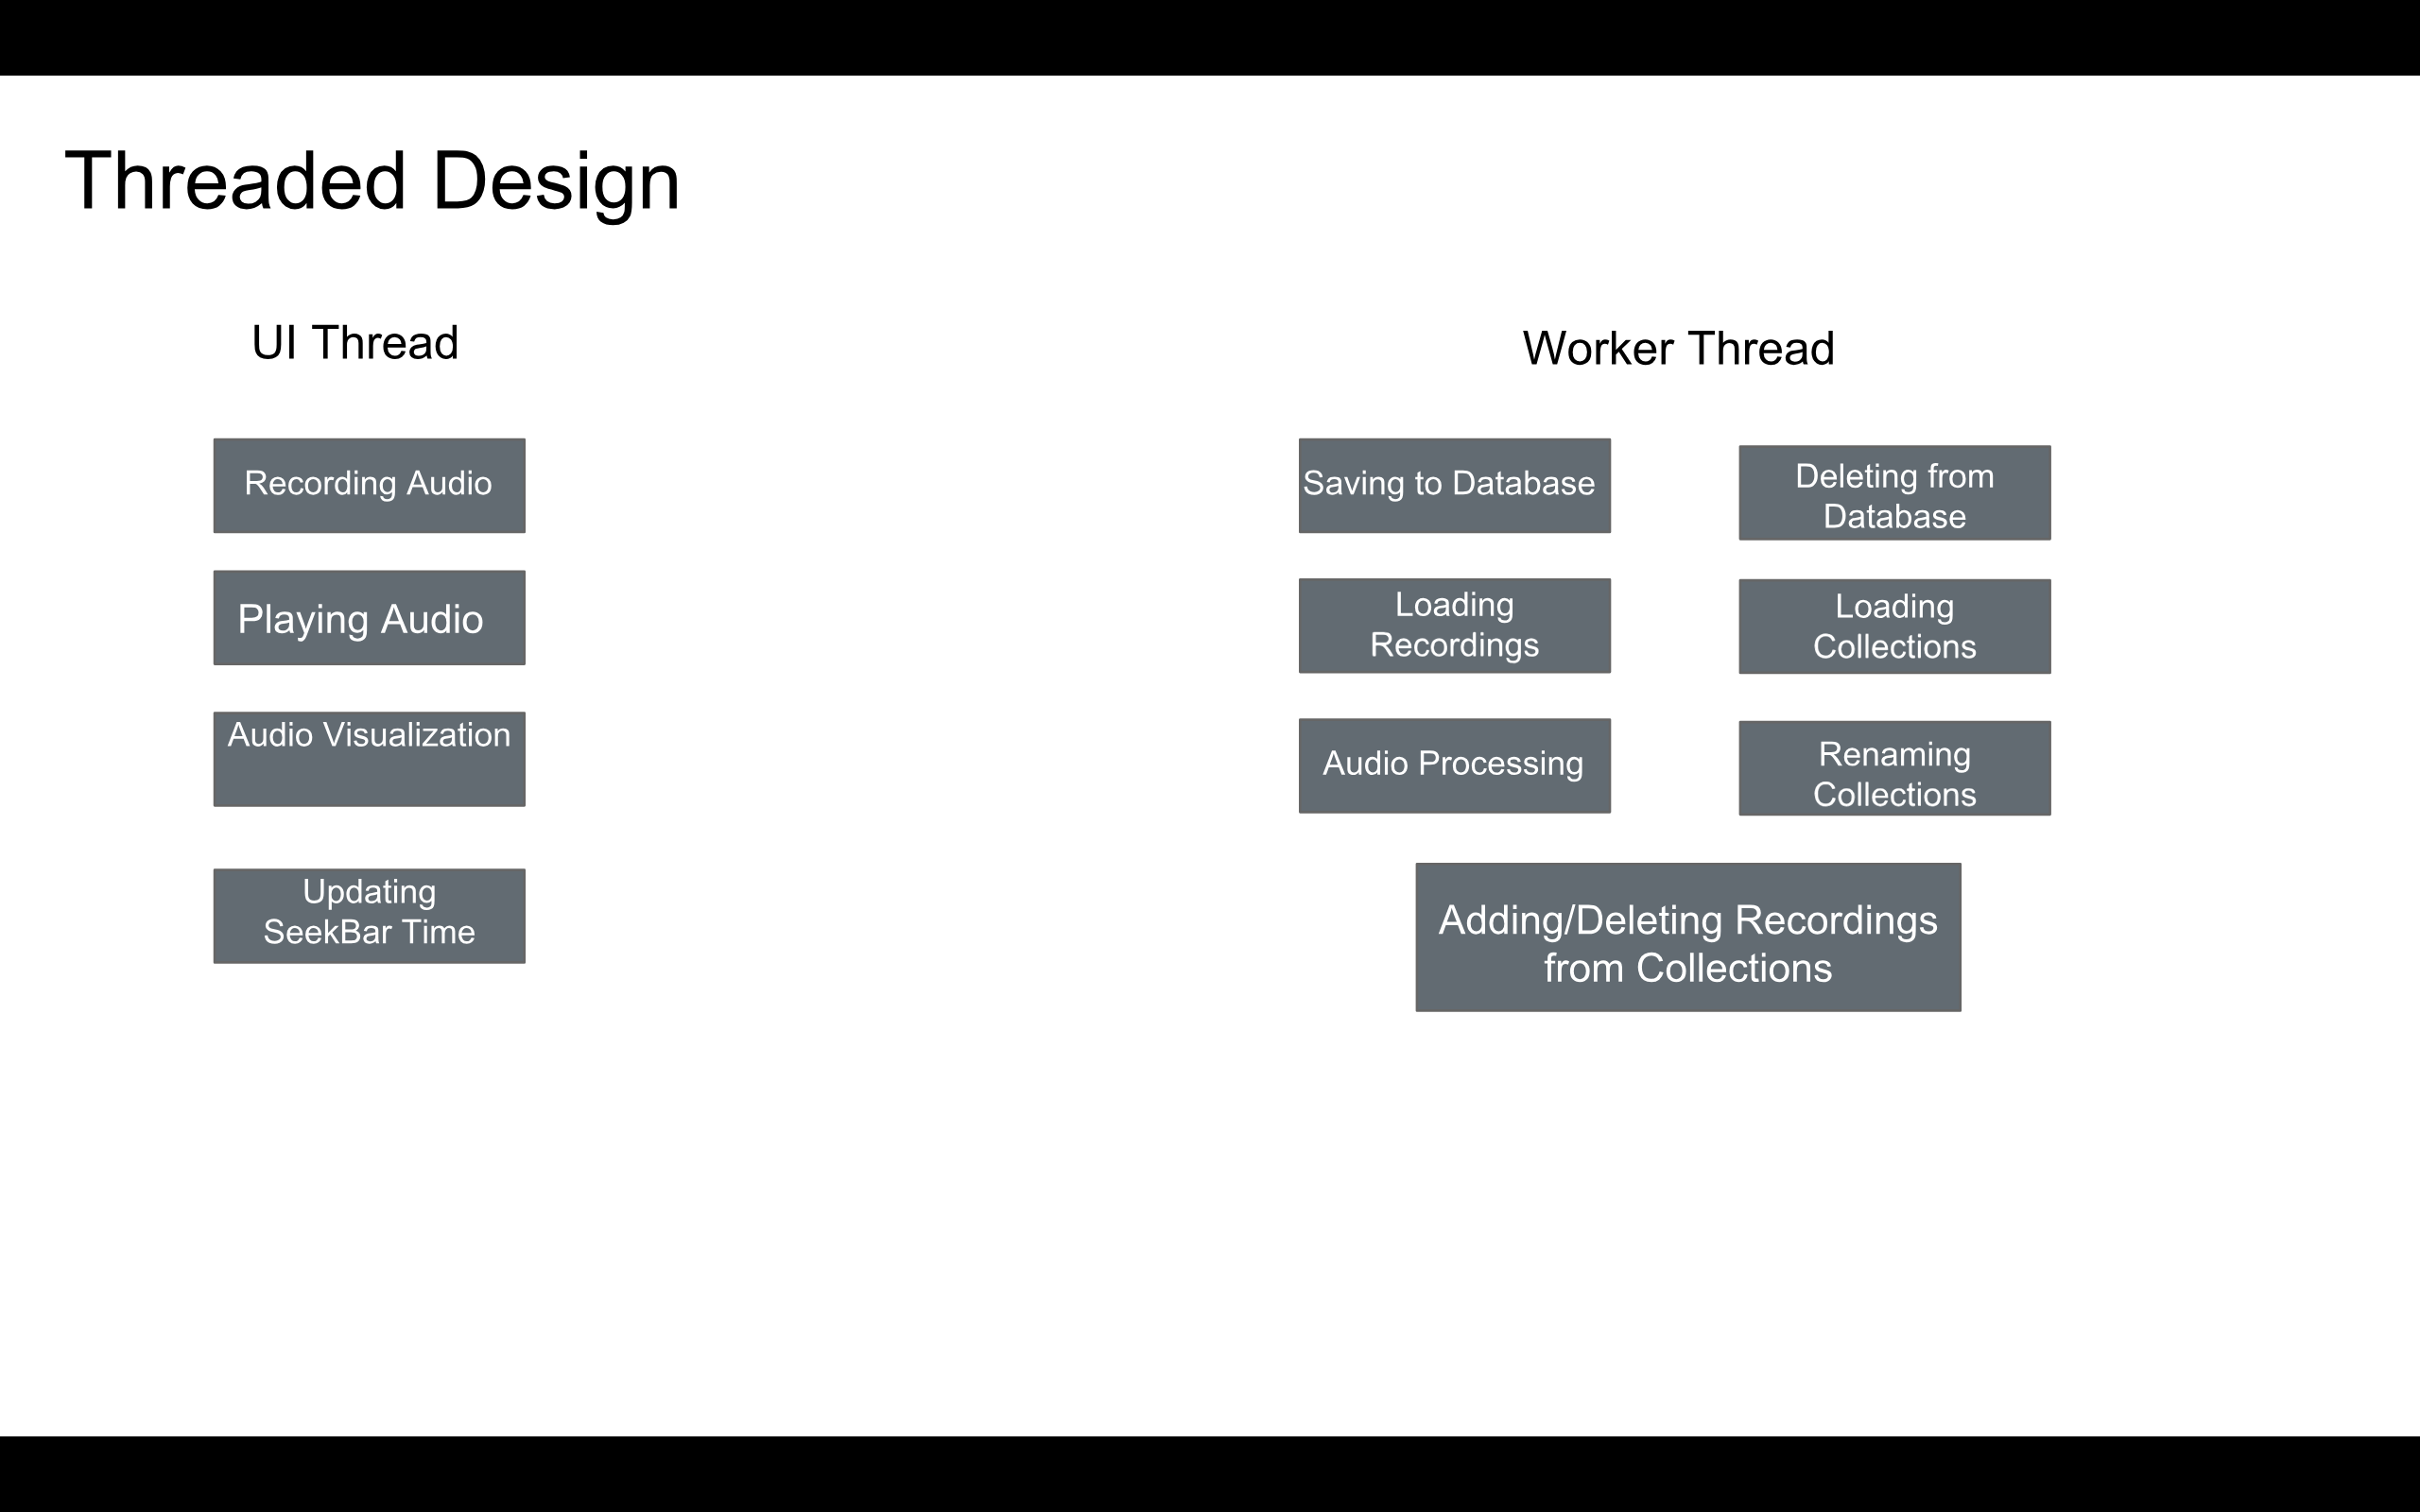 Threaded Design
UI Thread
Recording Audio
Playing Audio
Audio Visualization
Updating
SeekBar Time
Worker Thread
Saving to Database
Deleting from
Database
Loading
Recordings
Loading
Collections
Audio Processing
Renaming
Collections
Adding/Deleting Recordings
from Collections